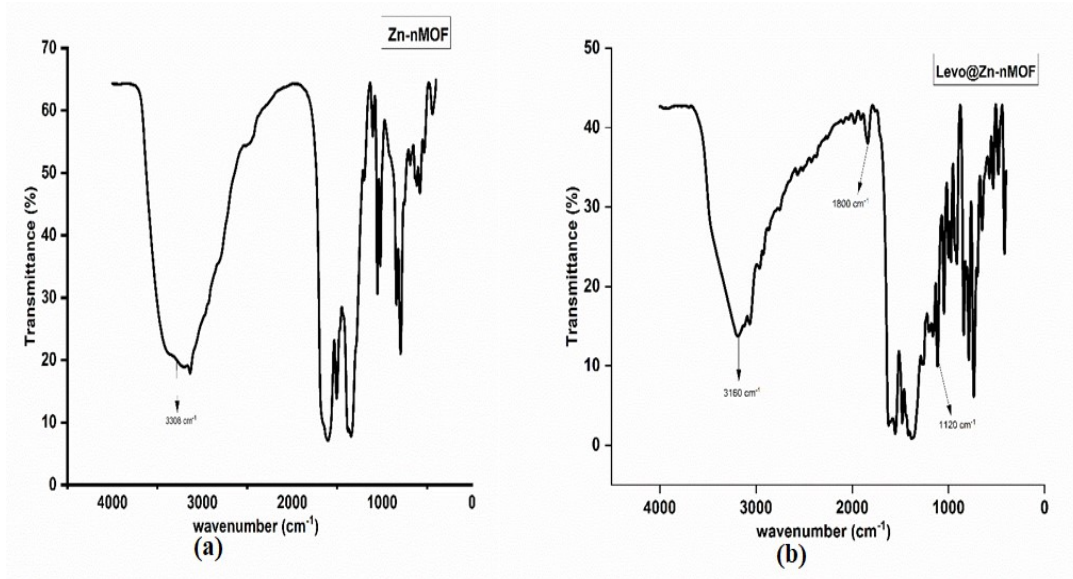 Zn-nMOF
70
60
50
40
30
20
10
0
Transmittance (%)
3308 cm⁻¹
4000 3000 2000 1000 0
wavenumber (cm⁻¹)
(a)
Levo@Zn-nMOF
50
40
30
20
10
0
Transmittance (%)
1800 cm⁻¹
3160 cm⁻¹
1120 cm⁻¹
4000 3000 2000 1000 0
wavenumber (cm⁻¹)
(b)